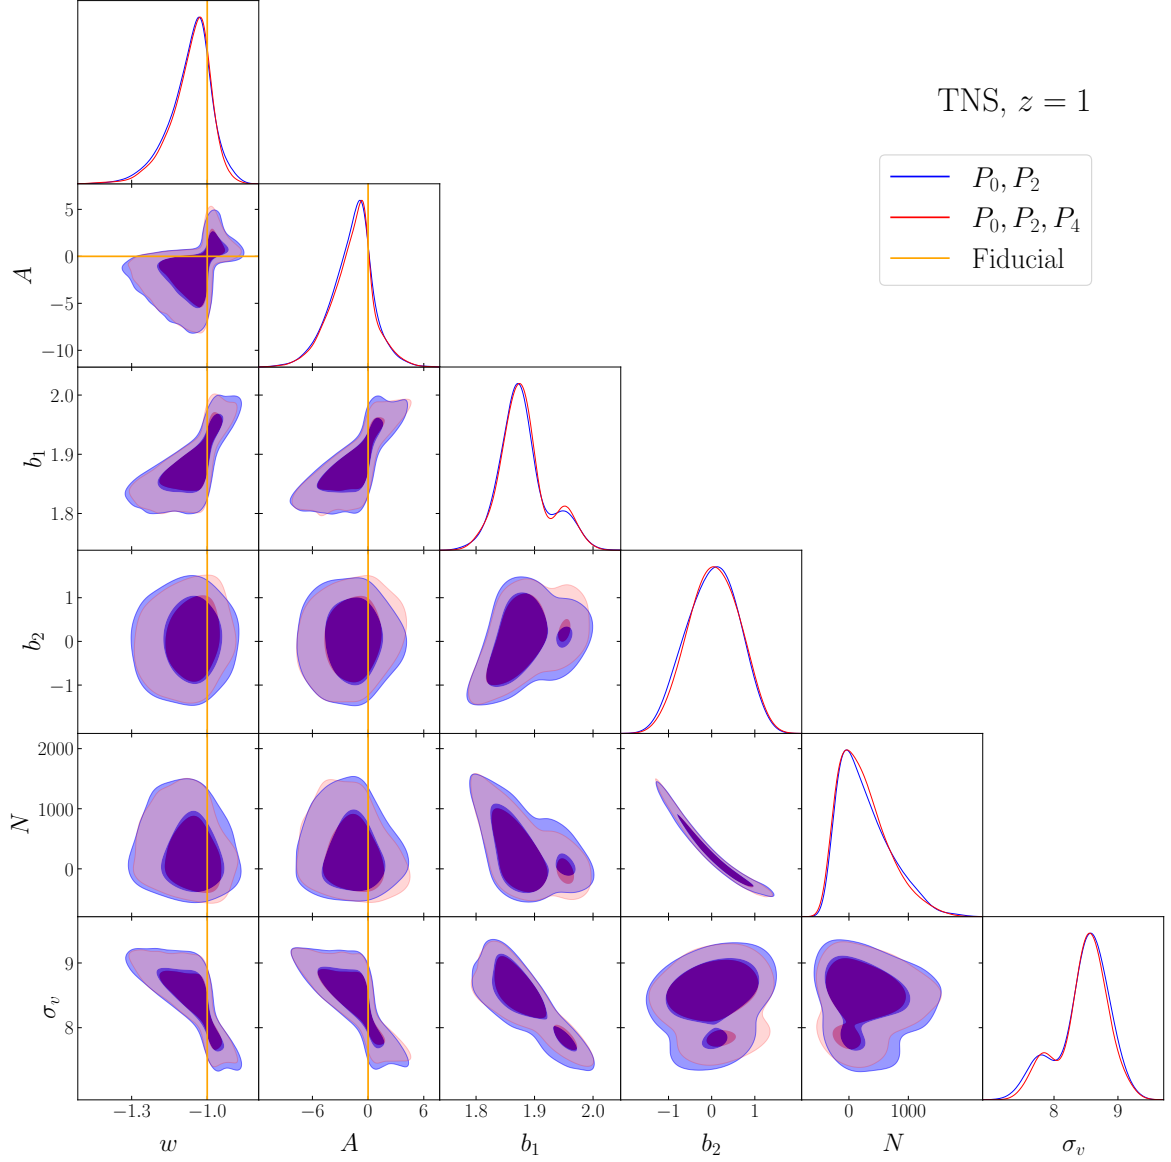 TNS, z = 1
P₀, P₂
P₀, P₂, P₄
Fiducial
A
5
0
−5
−10
b₁
2.0
1.9
1.8
b₂
1
0
−1
N
2000
1000
0
σᵥ
9
8
−1.3 −1.0 −6 0 6 1.8 1.9 2.0 −1 0 1 0 1000 8 9
w A b₁ b₂ N σᵥ